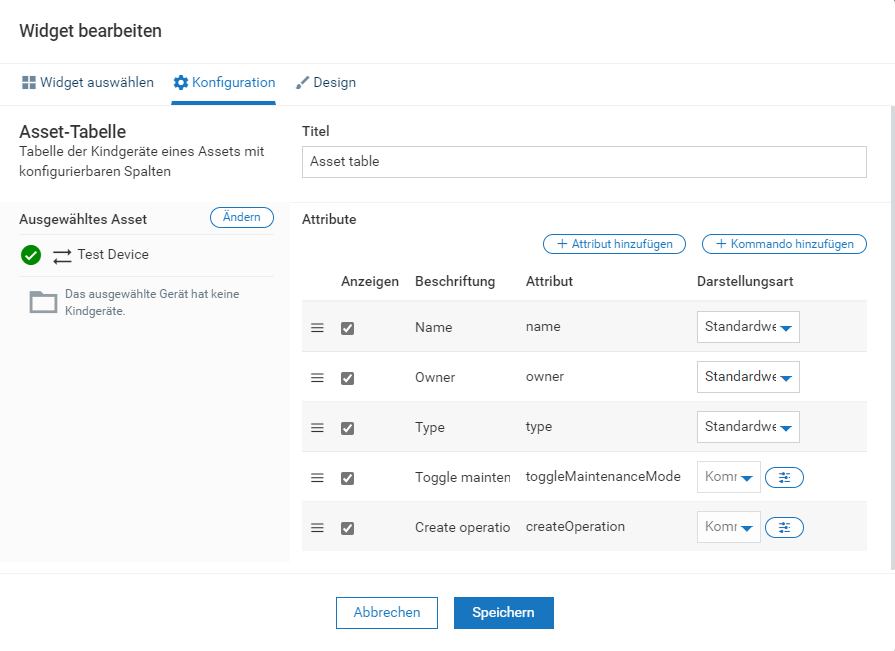 Widget bearbeiten
Widget auswählen Konfiguration Design
Asset-Tabelle
Tabelle der Kindgeräte eines Assets mit
konfigurierbaren Spalten
Titel
Asset table
Ausgewähltes Asset Ändern
Test Device
Das ausgewählte Gerät hat keine
Kindgeräte.
Attribute
Attribut hinzufügen Kommando hinzufügen
Anzeigen Beschriftung Attribut Darstellungsart
Name name Standardwe
Owner owner Standardwe
Type type Standardwe
Toggle mainten toggleMaintenanceMode Komm
Create operatio createOperation Komm
Abbrechen Speichern